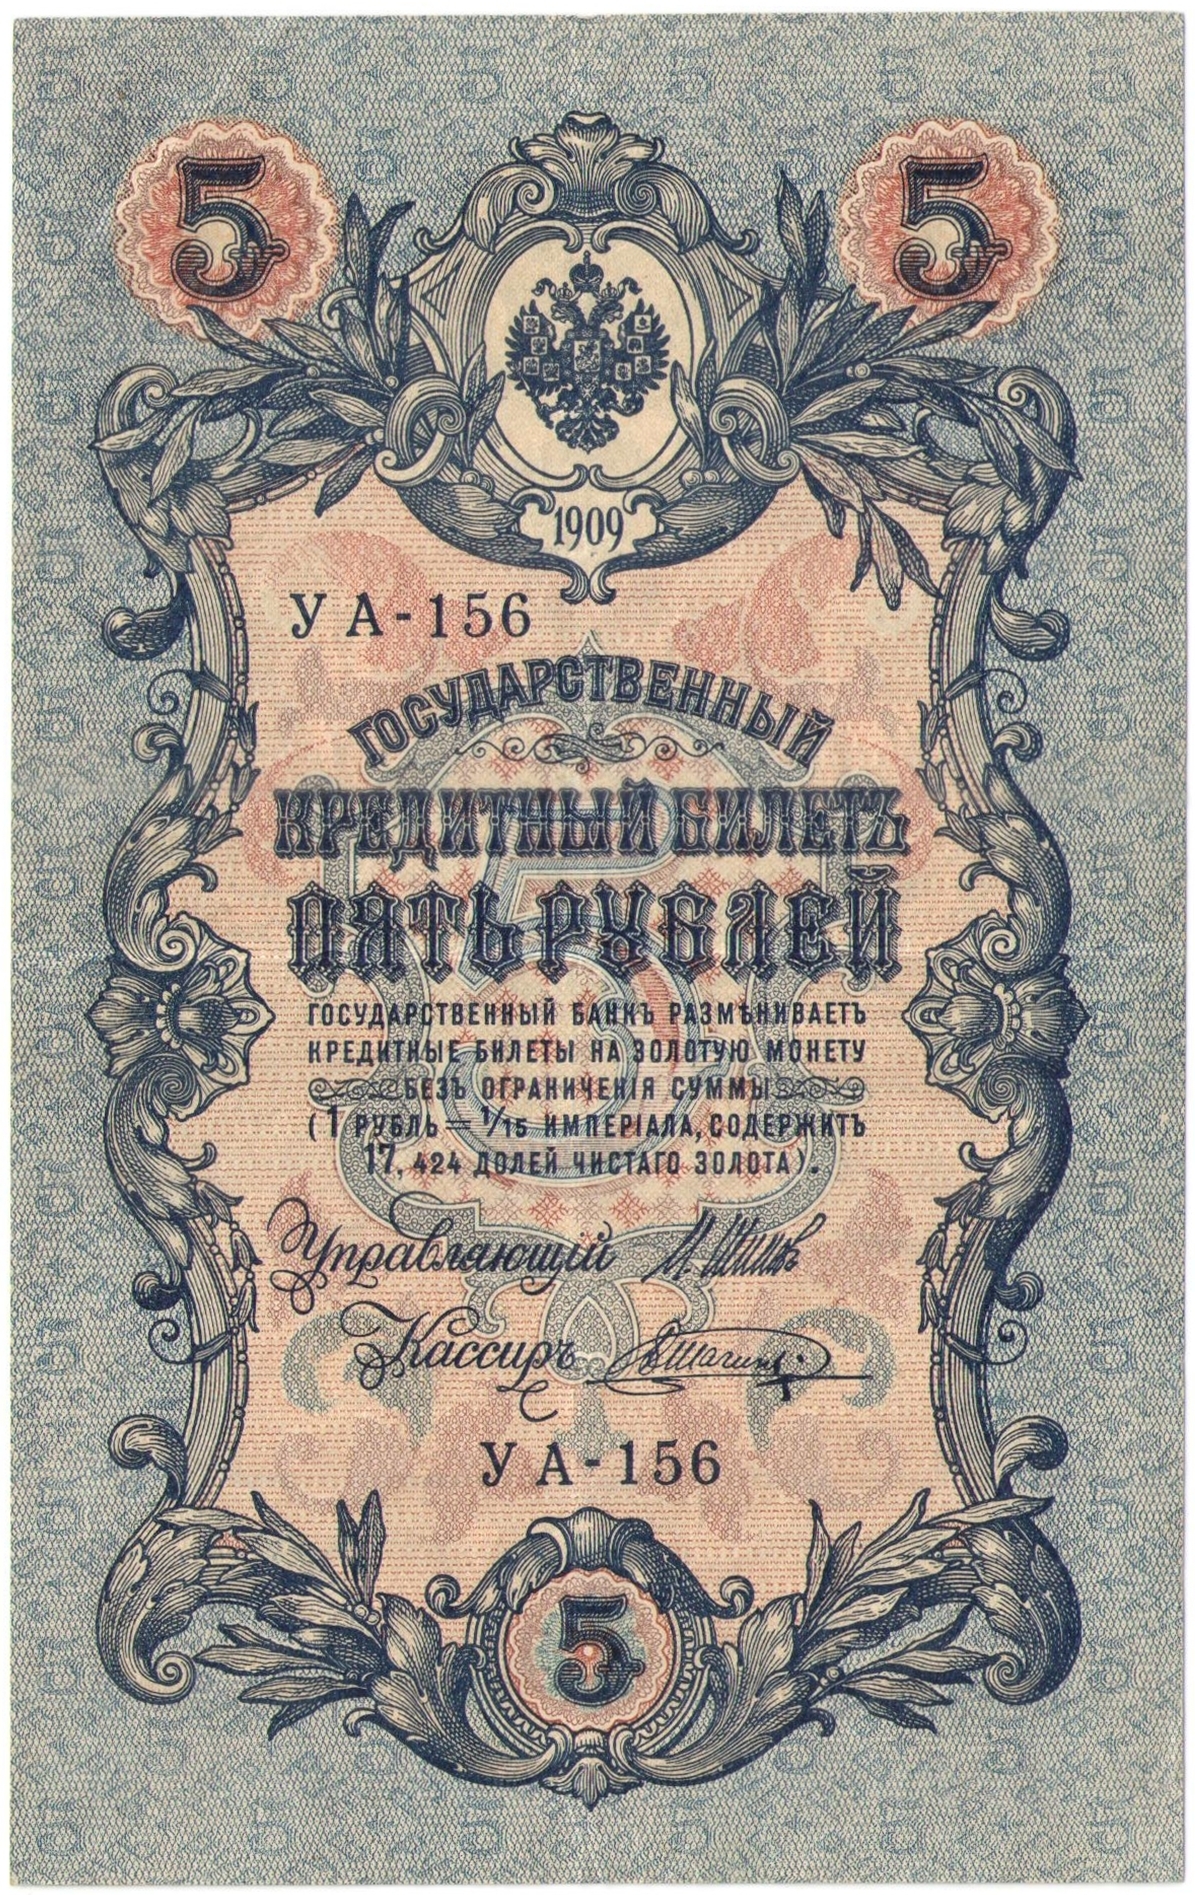 5 5
1909
УА-156
ГОСУДАРСТВЕННЫЙ
КРЕДИТНЫЙ БИЛЕТЪ
ПЯТЬ РУБЛЕЙ
ГОСУДАРСТВЕННЫЙ БАНКЪ РАЗМѢНИВАЕТЪ
КРЕДИТНЫЕ БИЛЕТЫ НА ЗОЛОТУЮ МОНЕТУ
БЕЗЪ ОГРАНИЧЕНІЯ СУММЫ
(1 РУБЛЬ = 1/15 ИМПЕРІАЛА, СОДЕРЖИТЪ
17,424 ДОЛЕЙ ЧИСТАГО ЗОЛОТА).
Управляющій И. Шиповъ
Кассиръ
УА-156
5